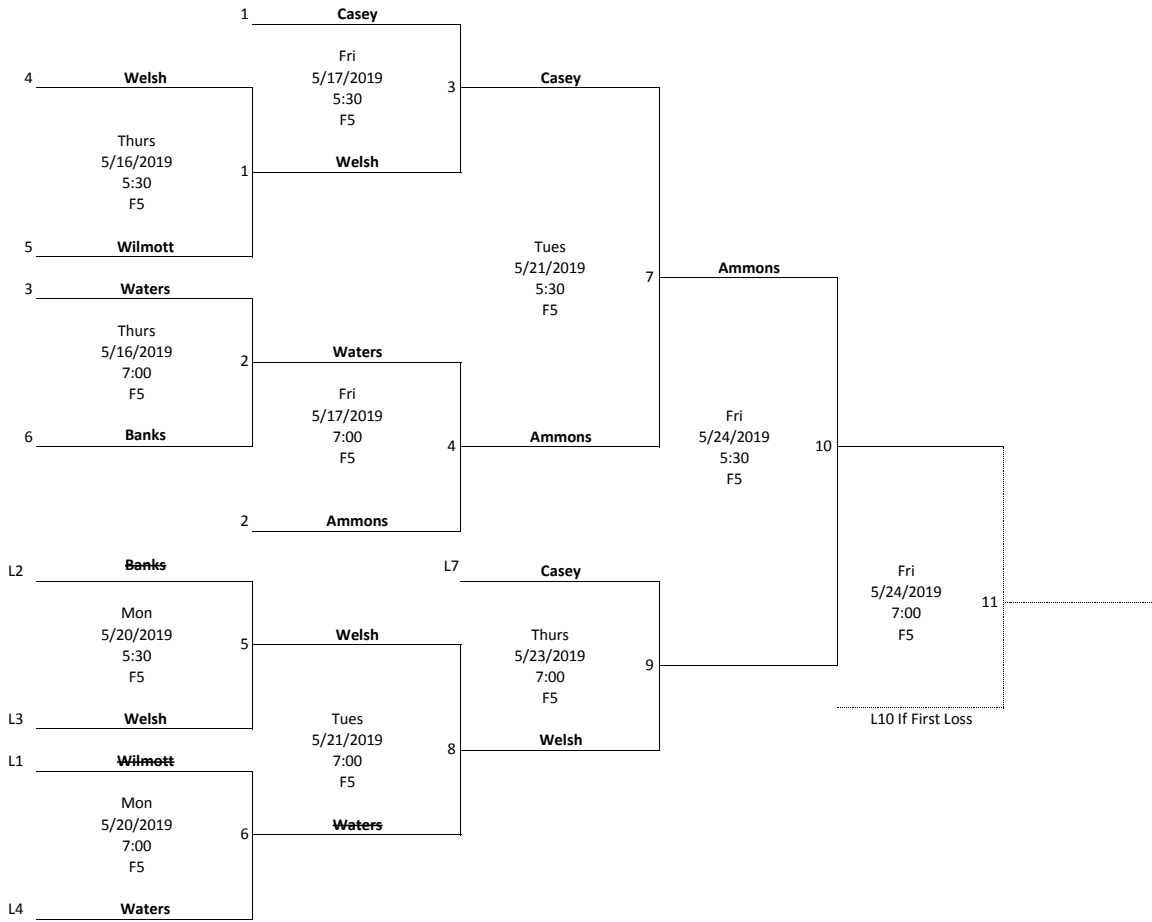 1 Casey
Fri
5/17/2019
5:30
F5
4 Welsh
3 Casey
Thurs
5/16/2019
5:30
F5
1 Welsh
5 Wilmott
Tues
5/21/2019
5:30
F5
7 Ammons
3 Waters
Thurs
5/16/2019
7:00
F5
2 Waters
Fri
5/17/2019
7:00
F5
6 Banks
4 Ammons
Fri
5/24/2019
5:30
F5
10
2 Ammons
L2 Banks
L7 Casey
Mon
5/20/2019
5:30
F5
5 Welsh
Thurs
5/23/2019
7:00
F5
9
Fri
5/24/2019
7:00
F5
11
L3 Welsh
L10 If First Loss
Tues
5/21/2019
7:00
F5
8 Welsh
L1 Wilmott
Mon
5/20/2019
7:00
F5
6 Waters
L4 Waters